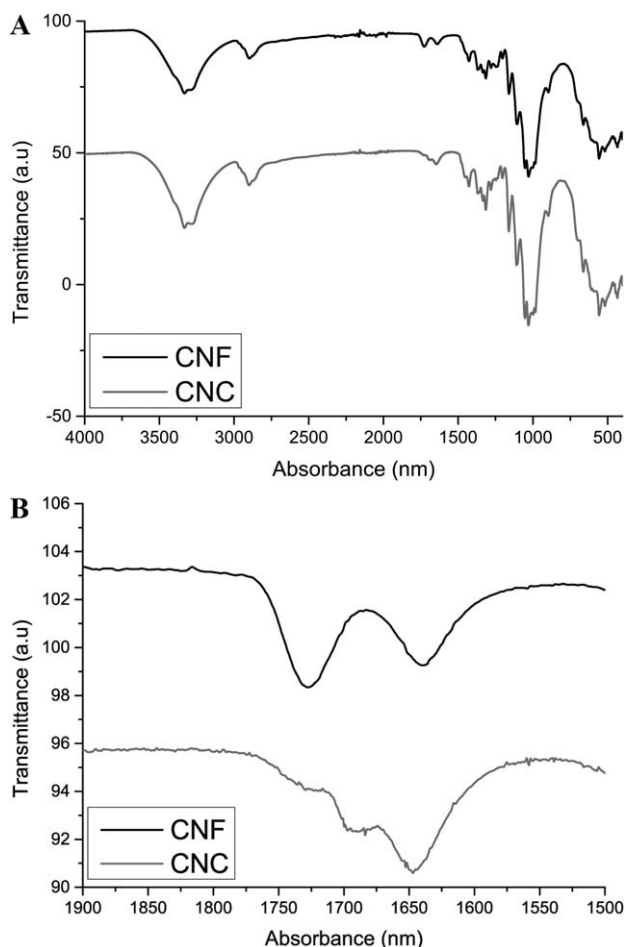 A
100
50
0
-50
Transmittance (a.u)
CNF
CNC
4000 3500 3000 2500 2000 1500 1000 500
Absorbance (nm)
B
106
104
102
100
98
96
94
92
90
Transmittance (a.u)
CNF
CNC
1900 1850 1800 1750 1700 1650 1600 1550 1500
Absorbance (nm)